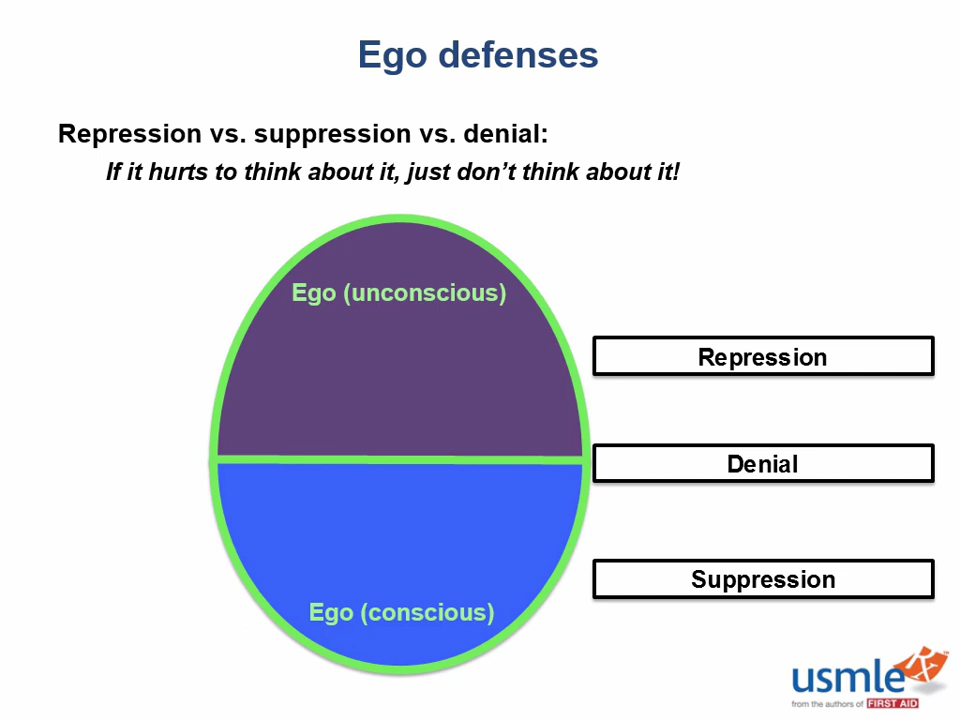 Ego defenses
Repression vs. suppression vs. denial:
If it hurts to think about it, just don’t think about it!
Ego (unconscious)
Repression
Denial
Suppression
Ego (conscious)
usmle
from the authors of FIRST AID